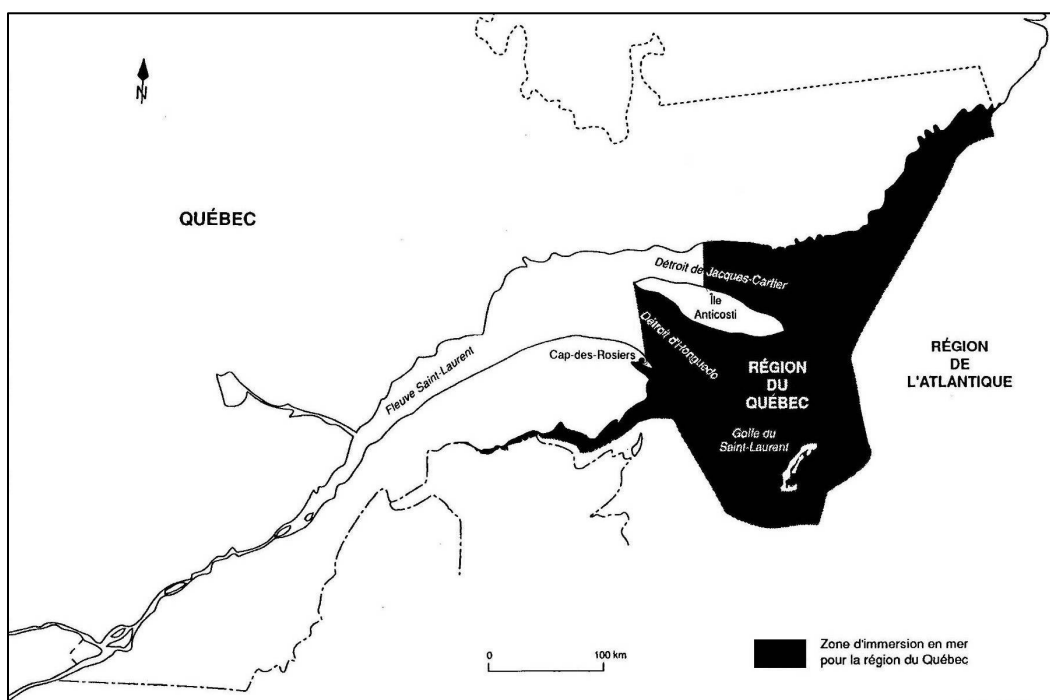 N
QUÉBEC
Détroit de Jacques-Cartier
Île
Anticosti
Détroit d'Honguedo
Cap-des-Rosiers
Fleuve Saint-Laurent
RÉGION
DU
QUÉBEC
RÉGION
DE
L'ATLANTIQUE
Golfe du
Saint-Laurent
0
100 km
Zone d'immersion en mer
pour la région du Québec